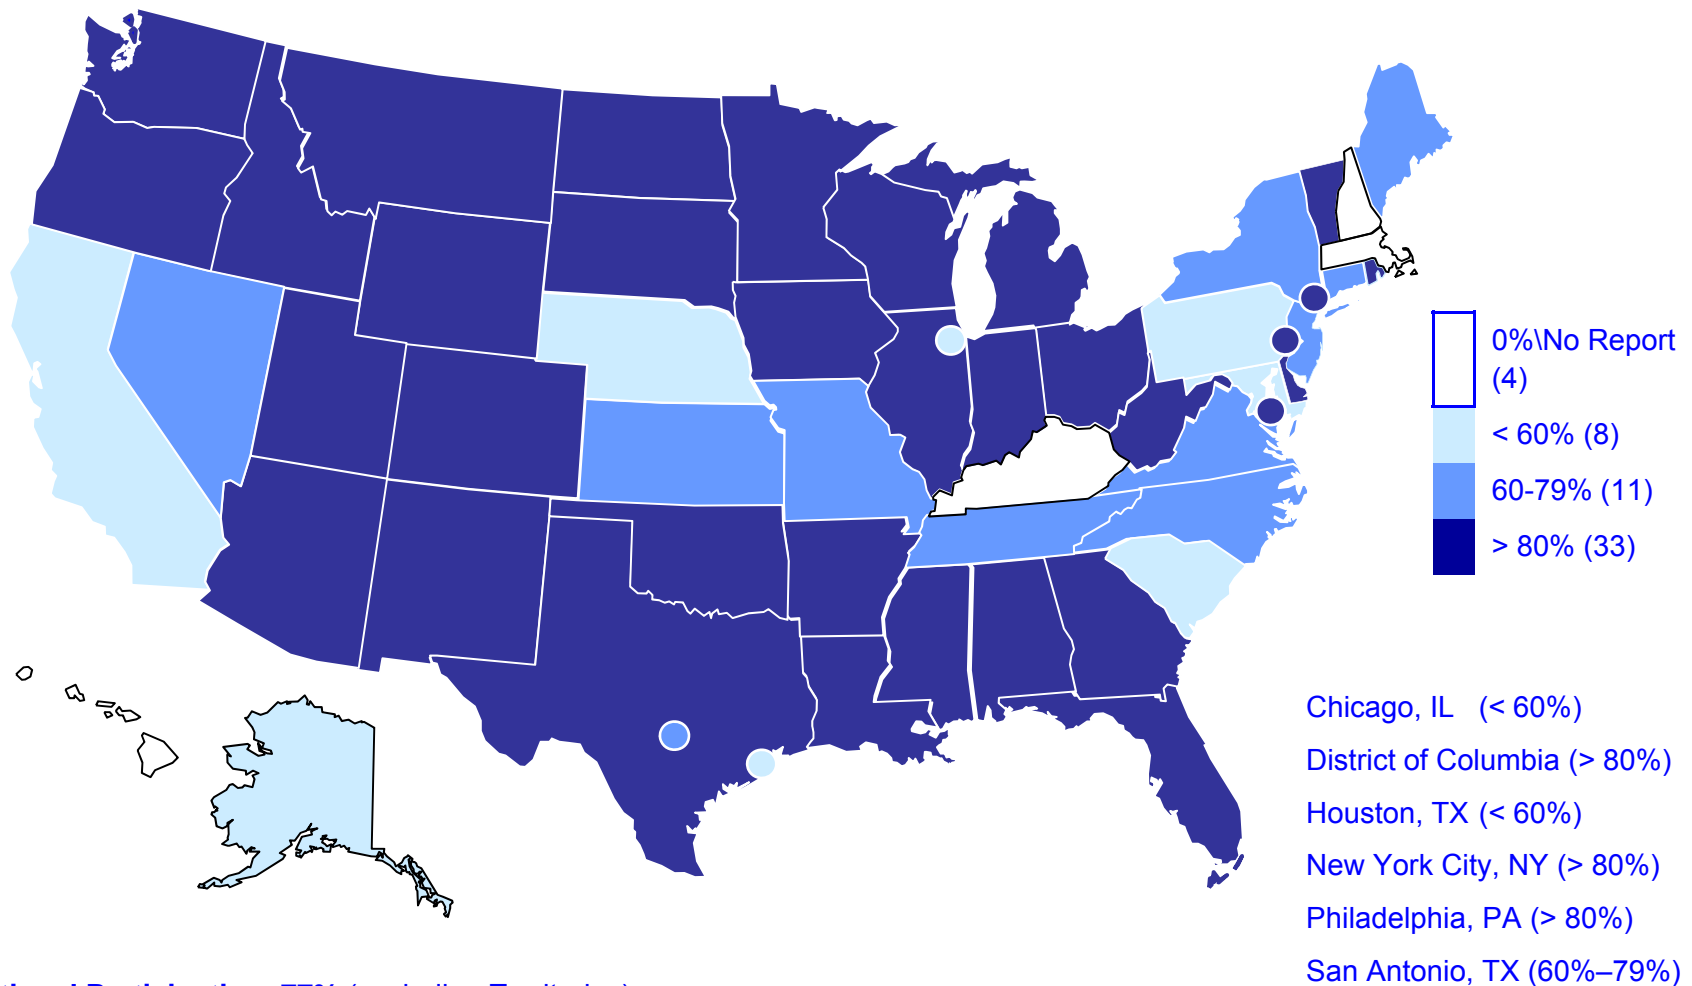 0%\No Report
(4)
< 60% (8)
60-79% (11)
> 80% (33)
Chicago, IL (< 60%)
District of Columbia (> 80%)
Houston, TX (< 60%)
New York City, NY (> 80%)
Philadelphia, PA (> 80%)
San Antonio, TX (60%–79%)